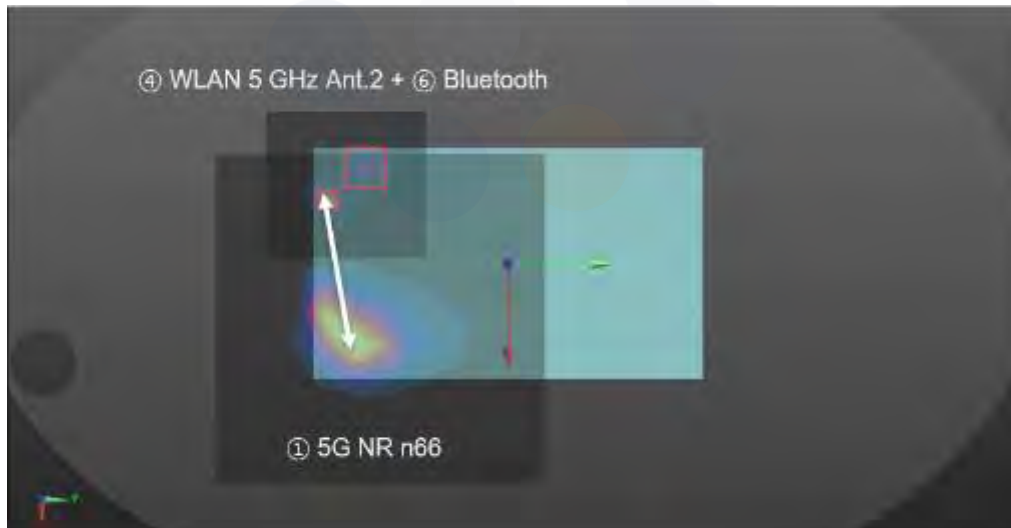 ④ WLAN 5 GHz Ant.2 + ⑥ Bluetooth
① 5G NR n66